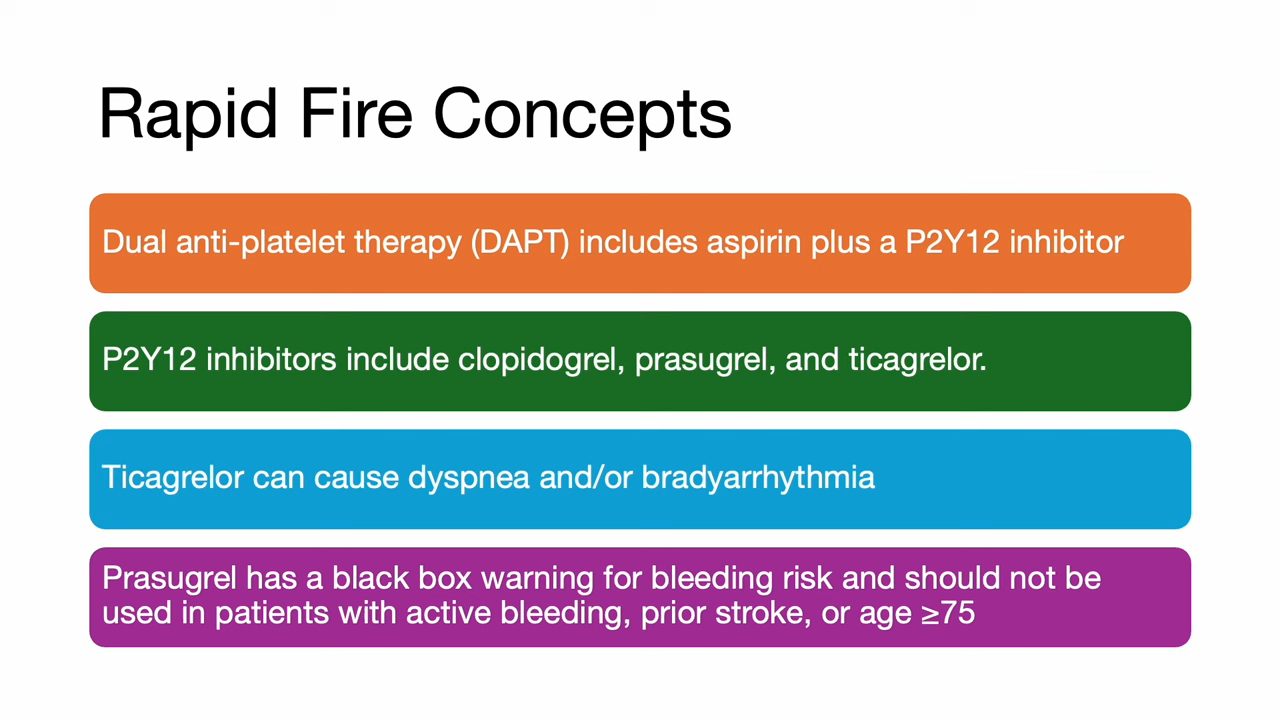 Rapid Fire Concepts
Dual anti-platelet therapy (DAPT) includes aspirin plus a P2Y12 inhibitor
P2Y12 inhibitors include clopidogrel, prasugrel, and ticagrelor.
Ticagrelor can cause dyspnea and/or bradyarrhythmia
Prasugrel has a black box warning for bleeding risk and should not be
used in patients with active bleeding, prior stroke, or age ≥75